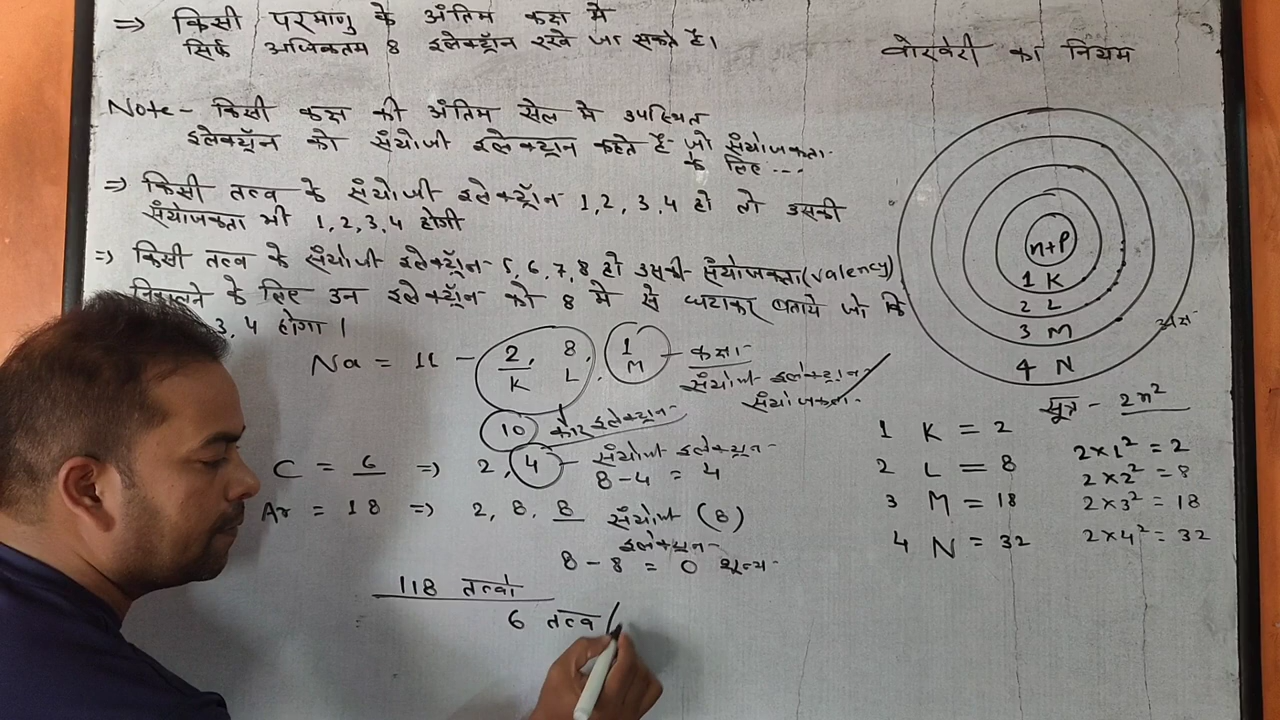 => किसी परमाणु के अंतिम कक्ष मे
सिर्फ अधिकतम 8 इलेक्ट्रॉन रखे जा सकते है।
वोरवेरी का नियम
Note - किसी कक्ष की अंतिम सेल मे उपस्थित
इलेक्ट्रॉन को संयोजी इलेक्ट्रान कहते है जो संयोजकता
के लिए ...
=> किसी तत्व के संयोजी इलेक्ट्रॉन 1, 2, 3, 4 हो तो उसकी
संयोजकता भी 1, 2, 3, 4 होगी
=> किसी तत्व के संयोजी इलेक्ट्रॉन 5, 6, 7, 8 हो उसकी संयोजकता (valency)
निकालने के लिए उन इलेक्ट्रॉन को 8 मे से घटाकर बताये जो कि
3, 4 होगा।
Na = 11 - 2, 8, 1 - कक्षा
K L M
संयोजी इलेक्ट्रान
संयोजकता
10 कोर इलेक्ट्रान
C = 6 => 2, 4 - संयोजी इलेक्ट्रान
8 - 4 = 4
Ar = 18 => 2, 8, 8 संयोजी (8)
इलेक्ट्रान
8 - 8 = 0 शून्य
118 तत्वो
6 तत्व /
n+p
1 K
2 L
3 M
4 N
सूत्र - 2n²
1 K = 2 2×1² = 2
2 L = 8 2×2² = 8
3 M = 18 2×3² = 18
4 N = 32 2×4² = 32